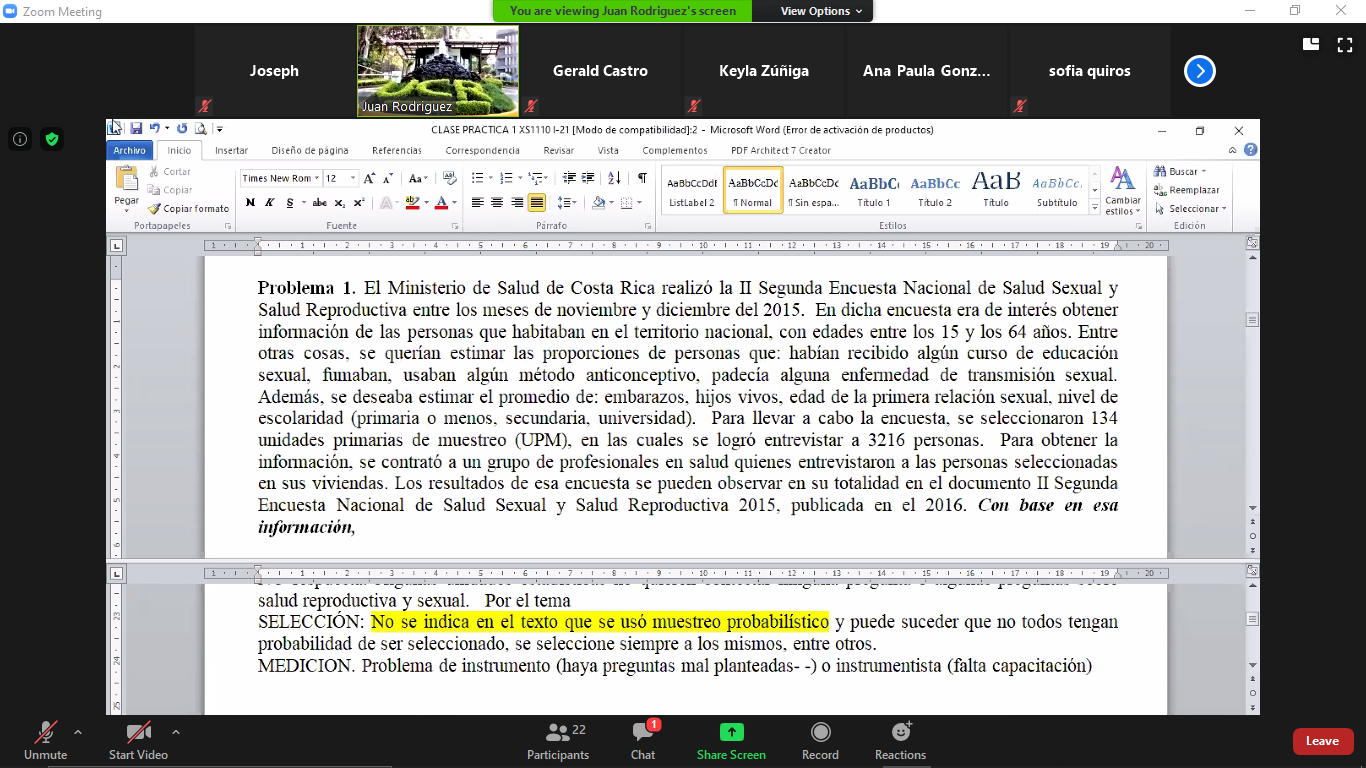 Zoom Meeting
You are viewing Juan Rodriguez's screen View Options
Joseph
Juan Rodriguez
Gerald Castro
Keyla Zúñiga
Ana Paula Gonz...
sofia quiros
CLASE PRACTICA 1 XS1110 I-21 [Modo de compatibilidad]:2 - Microsoft Word (Error de activación de productos)
Archivo Inicio Insertar Diseño de página Referencias Correspondencia Revisar Vista Complementos PDF Architect 7 Creator
Pegar
Cortar
Copiar
Copiar formato
Portapapeles
Times New Rom 12
N K S abc
Fuente
Párrafo
AaBbCcDdE AaBbCcDc AaBbCcDc AaBbC AaBbCc AaB AaBbCc.
ListLabel 2 ¶ Normal ¶ Sin espa... Título 1 Título 2 Título Subtítulo
Cambiar estilos
Estilos
Buscar
Reemplazar
Seleccionar
Edición
Problema 1. El Ministerio de Salud de Costa Rica realizó la II Segunda Encuesta Nacional de Salud Sexual y
Salud Reproductiva entre los meses de noviembre y diciembre del 2015. En dicha encuesta era de interés obtener
información de las personas que habitaban en el territorio nacional, con edades entre los 15 y los 64 años. Entre
otras cosas, se querían estimar las proporciones de personas que: habían recibido algún curso de educación
sexual, fumaban, usaban algún método anticonceptivo, padecía alguna enfermedad de transmisión sexual.
Además, se deseaba estimar el promedio de: embarazos, hijos vivos, edad de la primera relación sexual, nivel de
escolaridad (primaria o menos, secundaria, universidad). Para llevar a cabo la encuesta, se seleccionaron 134
unidades primarias de muestreo (UPM), en las cuales se logró entrevistar a 3216 personas. Para obtener la
información, se contrató a un grupo de profesionales en salud quienes entrevistaron a las personas seleccionadas
en sus viviendas. Los resultados de esa encuesta se pueden observar en su totalidad en el documento II Segunda
Encuesta Nacional de Salud Sexual y Salud Reproductiva 2015, publicada en el 2016. Con base en esa
información,
salud reproductiva y sexual. Por el tema
SELECCIÓN: No se indica en el texto que se usó muestreo probabilístico y puede suceder que no todos tengan
probabilidad de ser seleccionado, se seleccione siempre a los mismos, entre otros.
MEDICION. Problema de instrumento (haya preguntas mal planteadas- -) o instrumentista (falta capacitación)
Unmute
Start Video
Participants 22
Chat 1
Share Screen
Record
Reactions
Leave